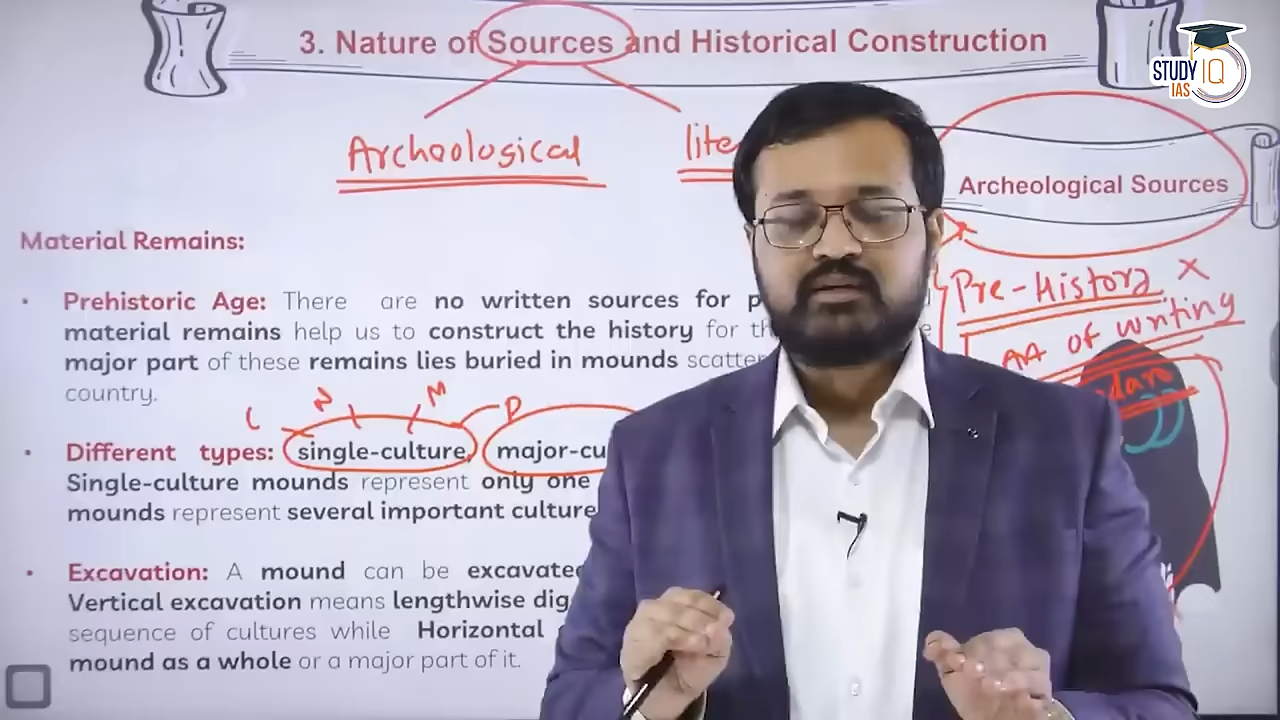 3. Nature of Sources and Historical Construction
STUDY IQ
IAS
Archeological
lite
Archeological Sources
Material Remains:
Pre-History X
• Prehistoric Age: There are no written sources for p
of writing
material remains help us to construct the history for th
major part of these remains lies buried in mounds scatter
country.
L N M P
• Different types: single-culture, major-cu
Single-culture mounds represent only one
mounds represent several important culture
• Excavation: A mound can be excavated
Vertical excavation means lengthwise dig
sequence of cultures while Horizontal
mound as a whole or a major part of it.